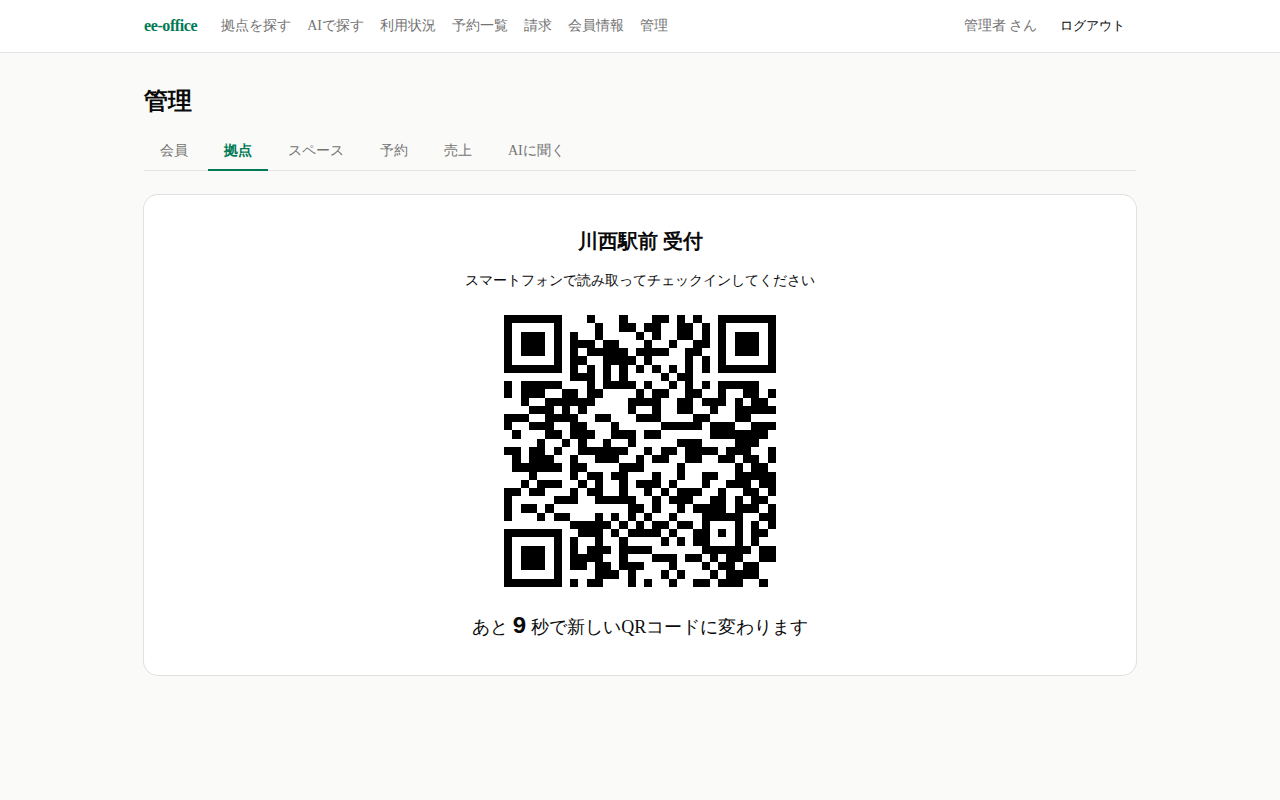 ee-office 拠点を探す AIで探す 利用状況 予約一覧 請求 会員情報 管理 管理者 さん ログアウト
管理
会員 拠点 スペース 予約 売上 AIに聞く
川西駅前 受付
スマートフォンで読み取ってチェックインしてください
あと 9 秒で新しいQRコードに変わります